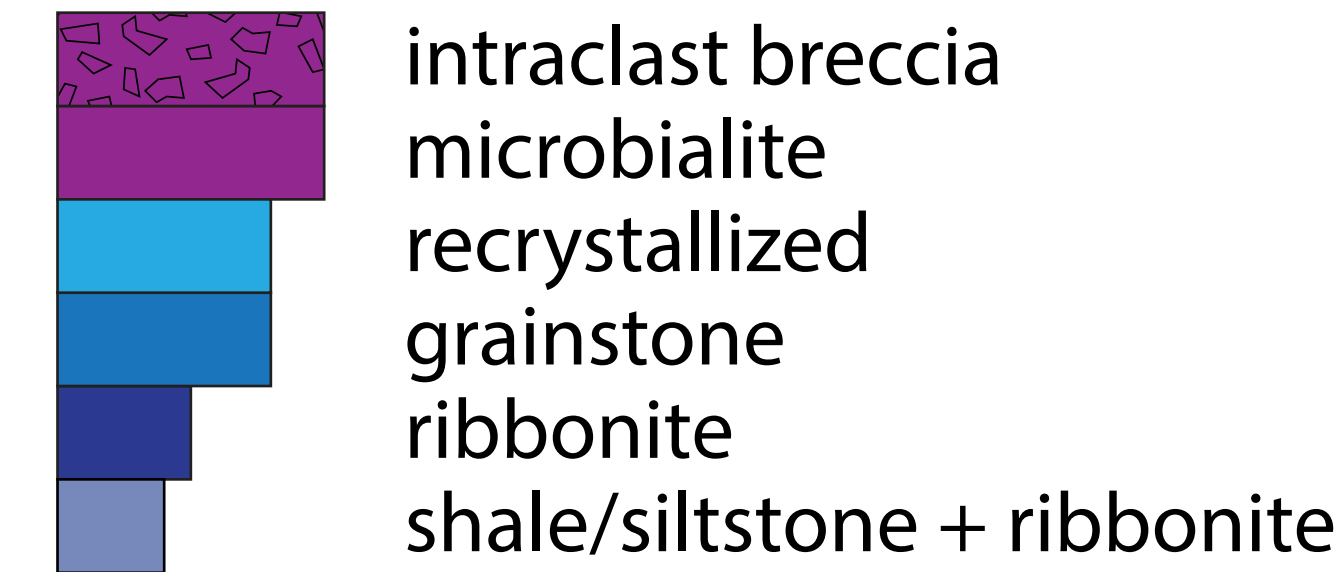 intraclast breccia
microbialite
recrystallized
grainstone
ribbonite
shale/siltstone + ribbonite